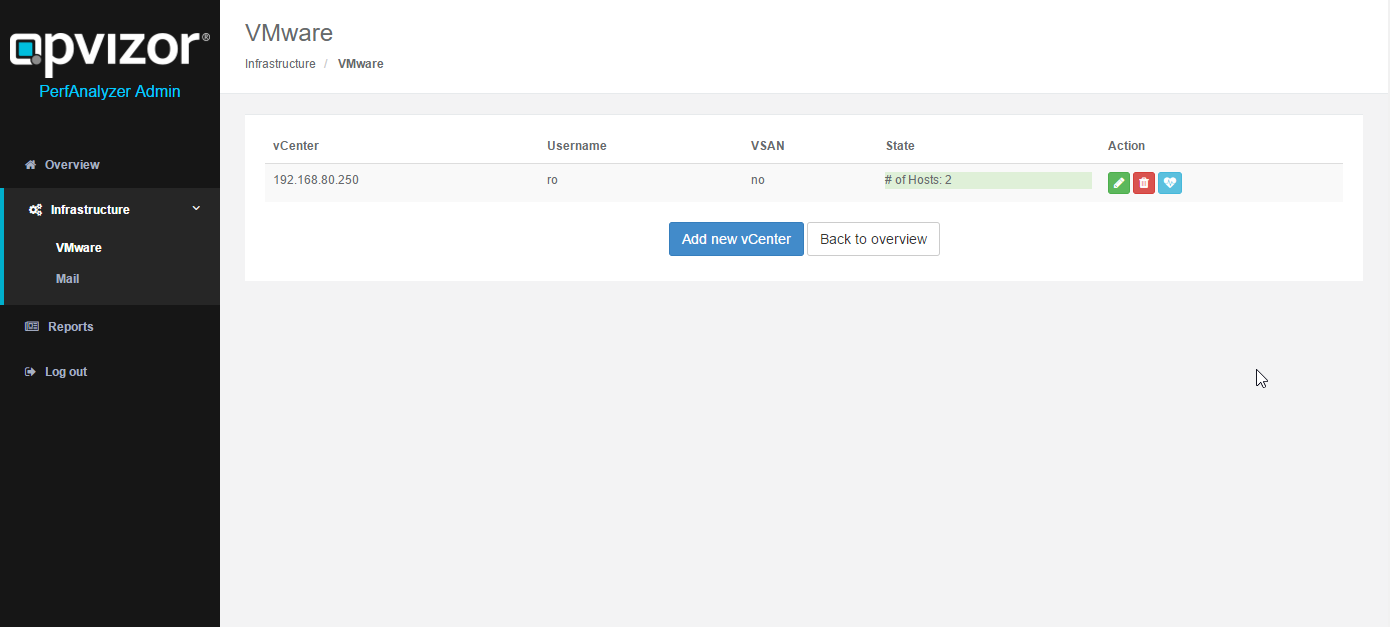 opvizor®
PerfAnalyzer Admin
Overview
Infrastructure
VMware
Mail
Reports
Log out
VMware
Infrastructure / VMware
vCenter Username VSAN State Action
192.168.80.250 ro no # of Hosts: 2
Add new vCenter Back to overview